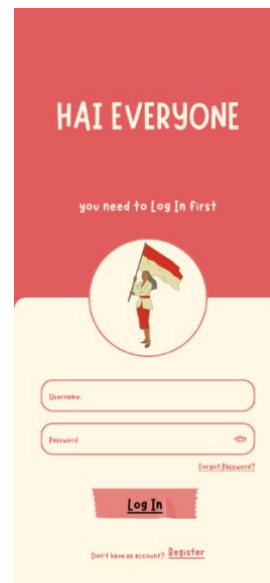 HAI EVERYONE
you need to Log In first
Username.
Password
Forgot Password?
Log In
Don't have an account? Register